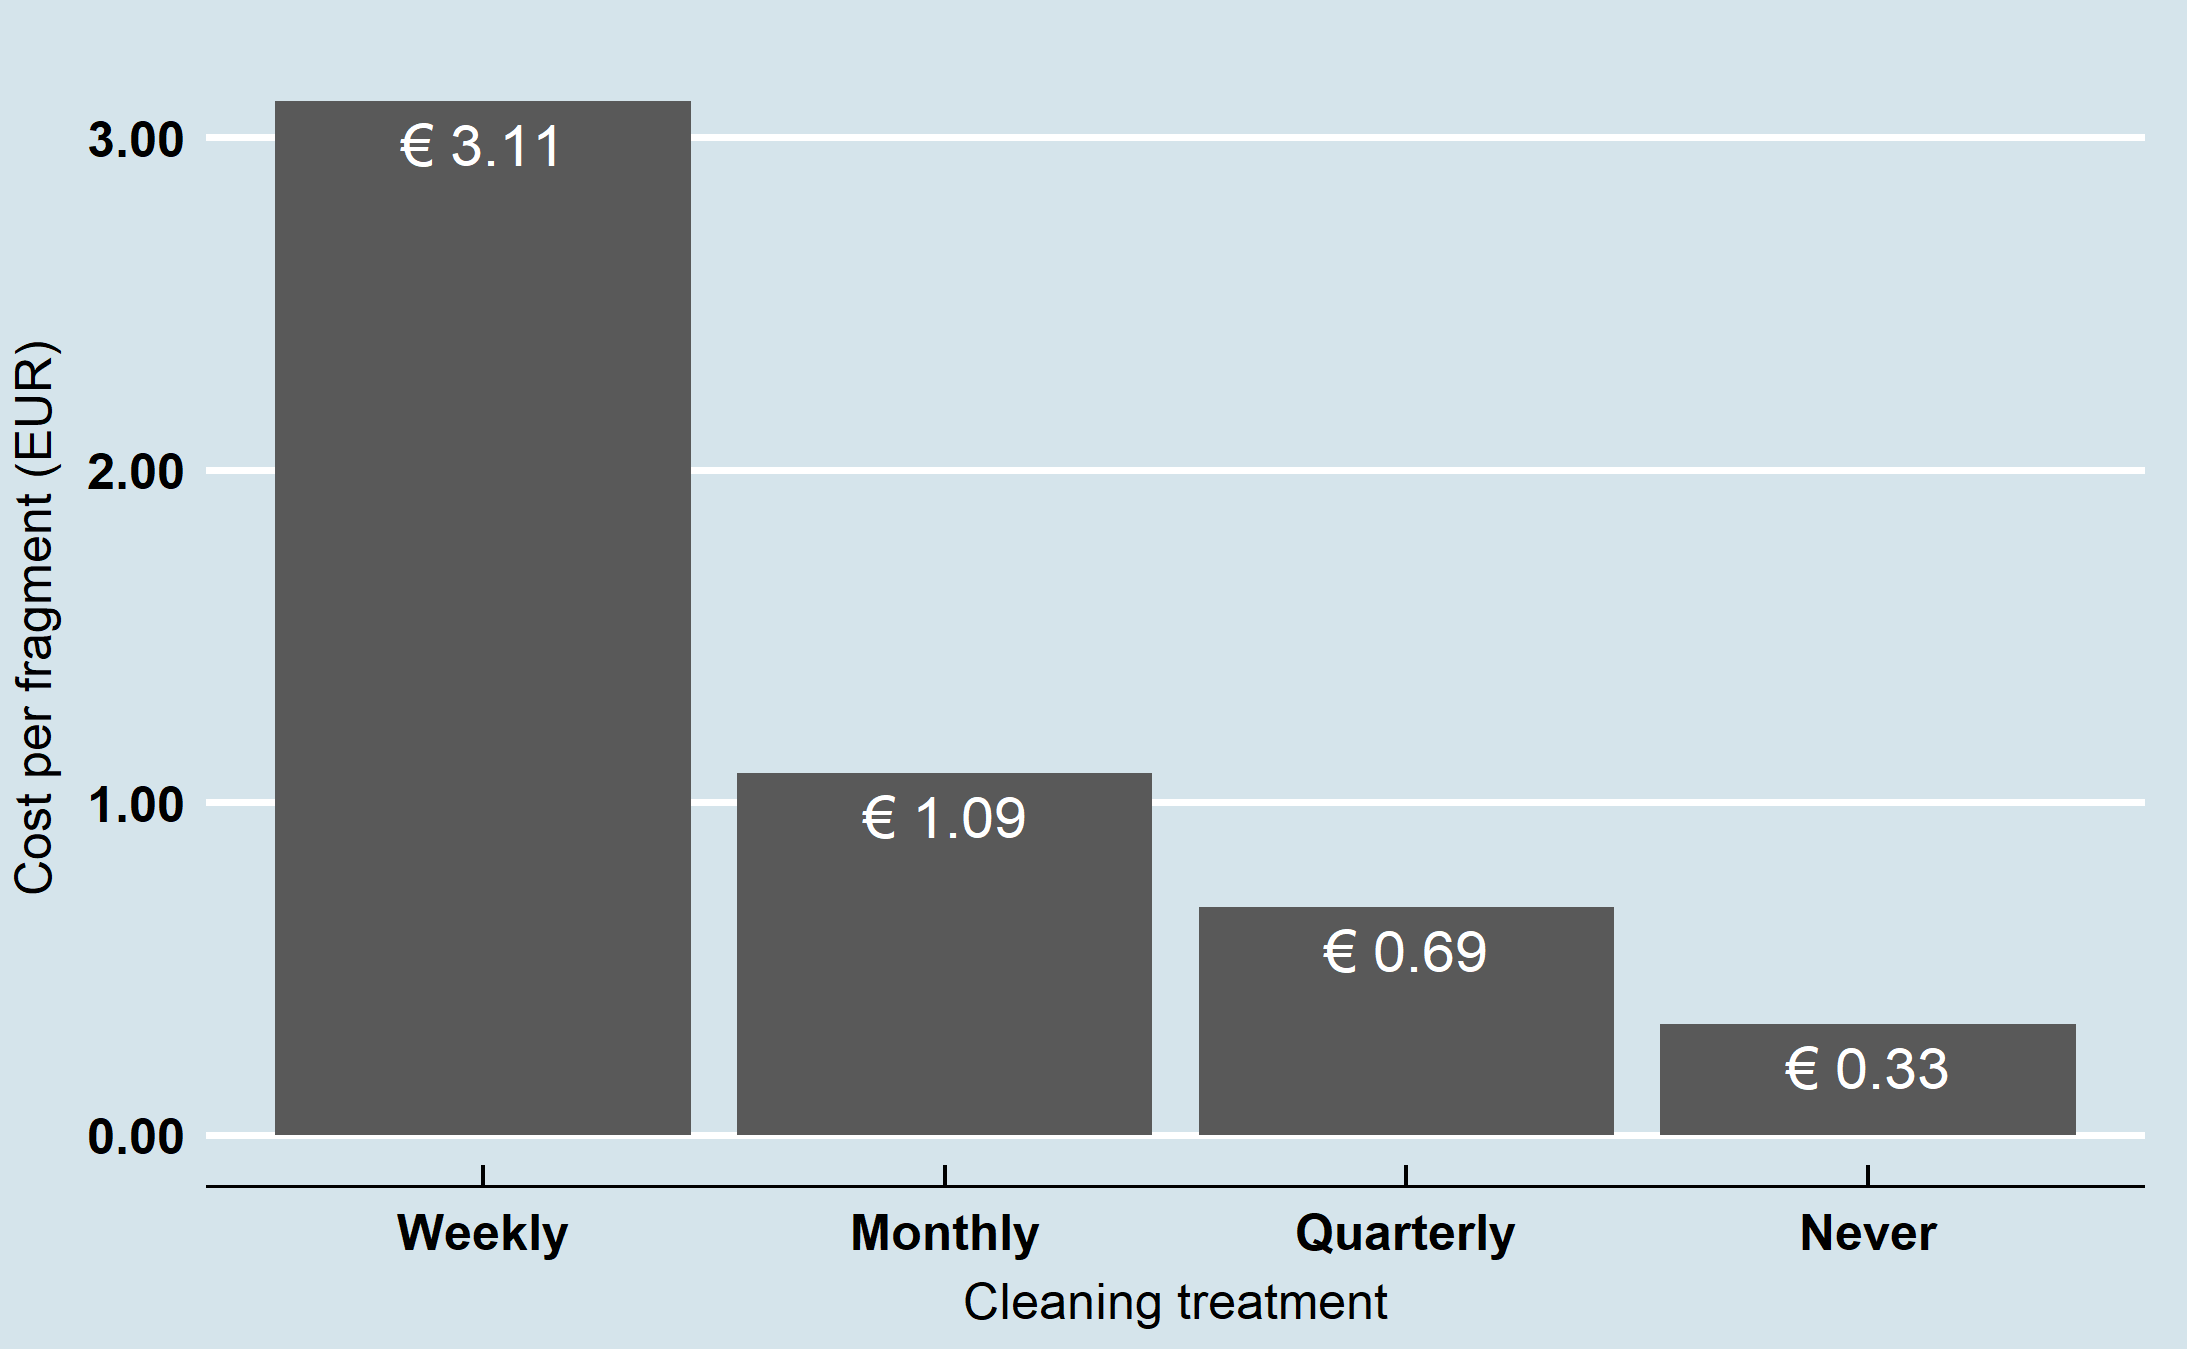 Cost per fragment (EUR)
3.00
2.00
1.00
0.00
€ 3.11
€ 1.09
€ 0.69
€ 0.33
Weekly
Monthly
Quarterly
Never
Cleaning treatment